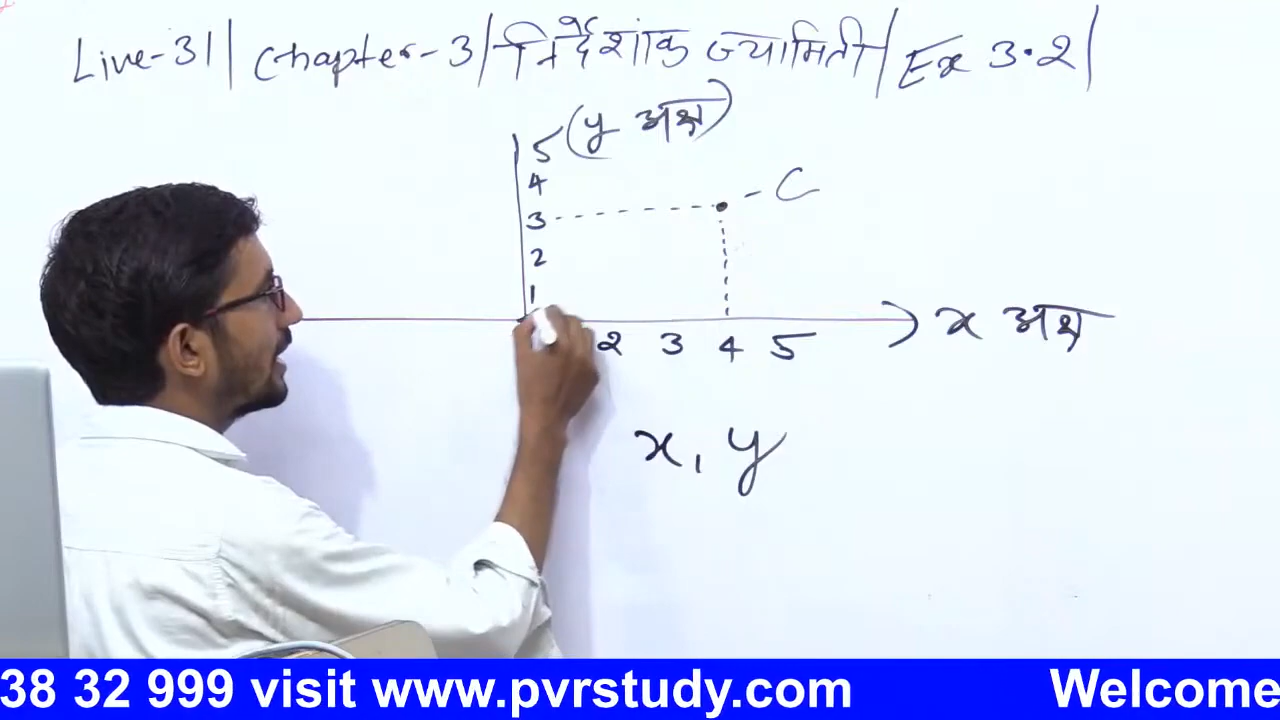 Live-31| Chapter-3| निर्देशांक ज्यामिती| Ex 3.2|
5 (y अक्ष)
4
- C
3
2
1
x अक्ष
2 3 4 5
x, y
38 32 999 visit www.pvrstudy.com Welcome